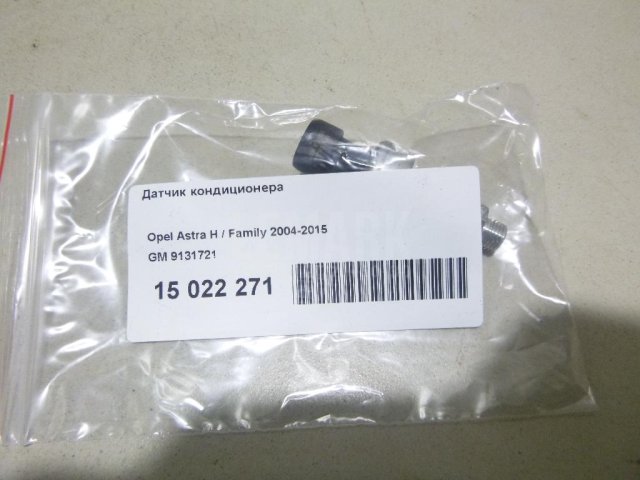 Датчик кондиционера
Opel Astra H / Family 2004-2015
GM 9131721
15 022 271